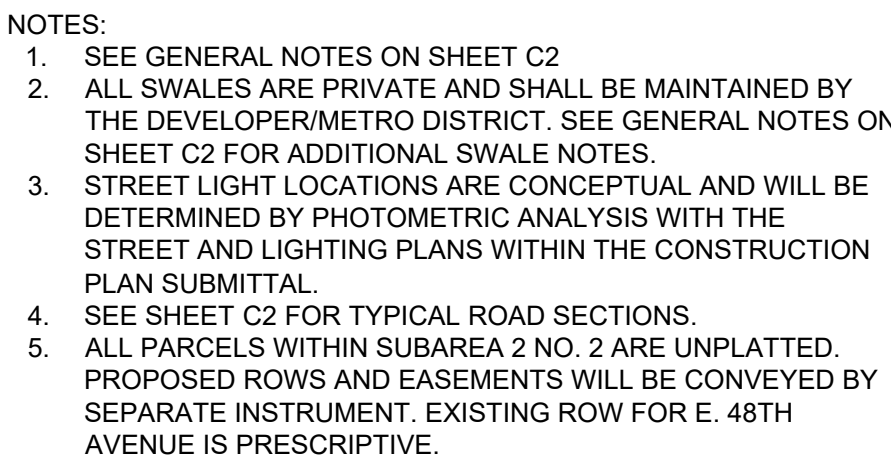 NOTES:
1. SEE GENERAL NOTES ON SHEET C2
2. ALL SWALES ARE PRIVATE AND SHALL BE MAINTAINED BY
THE DEVELOPER/METRO DISTRICT. SEE GENERAL NOTES ON
SHEET C2 FOR ADDITIONAL SWALE NOTES.
3. STREET LIGHT LOCATIONS ARE CONCEPTUAL AND WILL BE
DETERMINED BY PHOTOMETRIC ANALYSIS WITH THE
STREET AND LIGHTING PLANS WITHIN THE CONSTRUCTION
PLAN SUBMITTAL.
4. SEE SHEET C2 FOR TYPICAL ROAD SECTIONS.
5. ALL PARCELS WITHIN SUBAREA 2 NO. 2 ARE UNPLATTED.
PROPOSED ROWS AND EASEMENTS WILL BE CONVEYED BY
SEPARATE INSTRUMENT. EXISTING ROW FOR E. 48TH
AVENUE IS PRESCRIPTIVE.